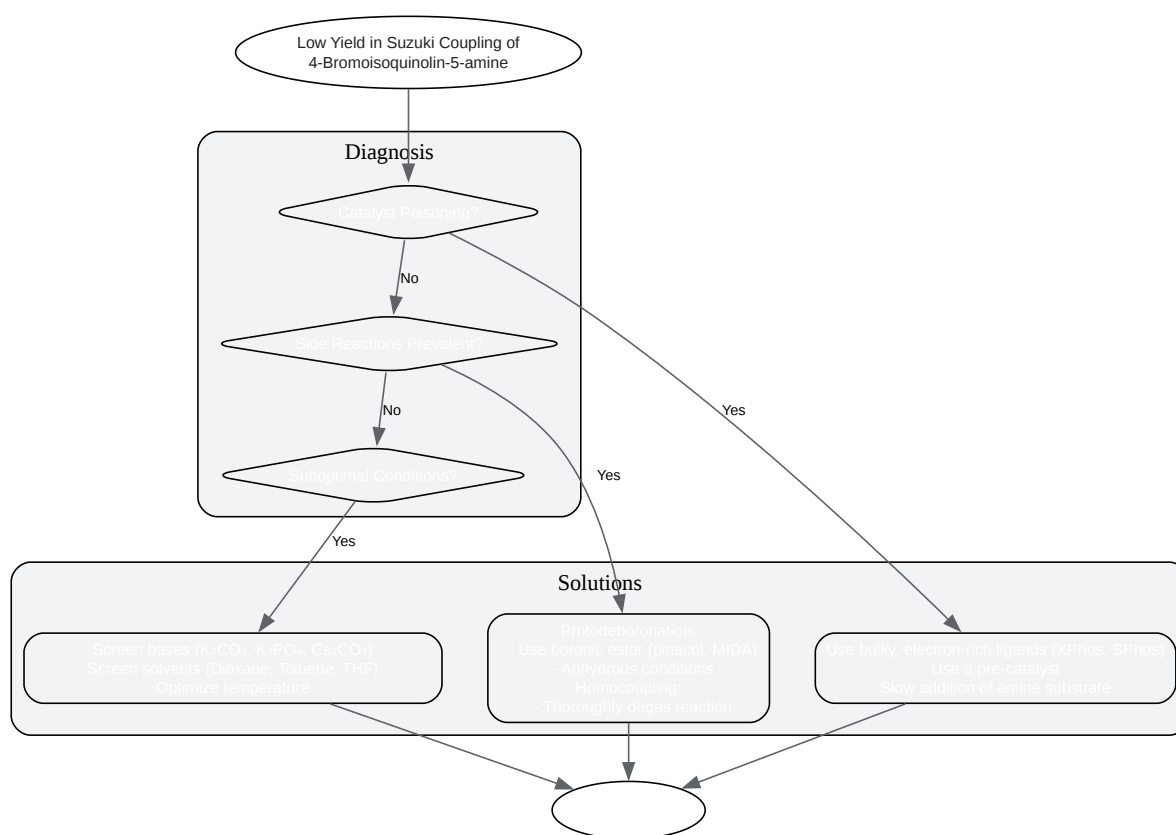 Low Yield in Suzuki Coupling of
4-Bromoisoquinolin-5-amine
Diagnosis
Catalyst Poisoning?
No
Side Reactions Prevalent?
No
Yes
Suboptimal Conditions?
Yes
Yes
Solutions
Screen bases (K₂CO₃, K₃PO₄, Cs₂CO₃)
Screen solvents (Dioxane, Toluene, THF)
Optimize temperature
Protodeboronation:
- Use boronic ester (pinacol, MIDA)
- Anhydrous conditions
Homocoupling:
- Thoroughly degas reaction
Use bulky, electron-rich ligands (XPhos, SPhos)
Use a pre-catalyst
Slow addition of amine substrate